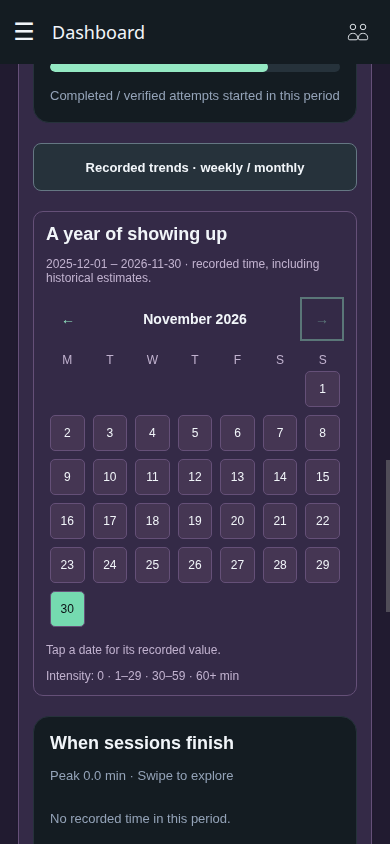 ☰ Dashboard
Completed / verified attempts started in this period
Recorded trends · weekly / monthly
A year of showing up
2025-12-01 – 2026-11-30 · recorded time, including
historical estimates.
← November 2026 →
M T W T F S S
1
2 3 4 5 6 7 8
9 10 11 12 13 14 15
16 17 18 19 20 21 22
23 24 25 26 27 28 29
30
Tap a date for its recorded value.
Intensity: 0 · 1–29 · 30–59 · 60+ min
When sessions finish
Peak 0.0 min · Swipe to explore
No recorded time in this period.